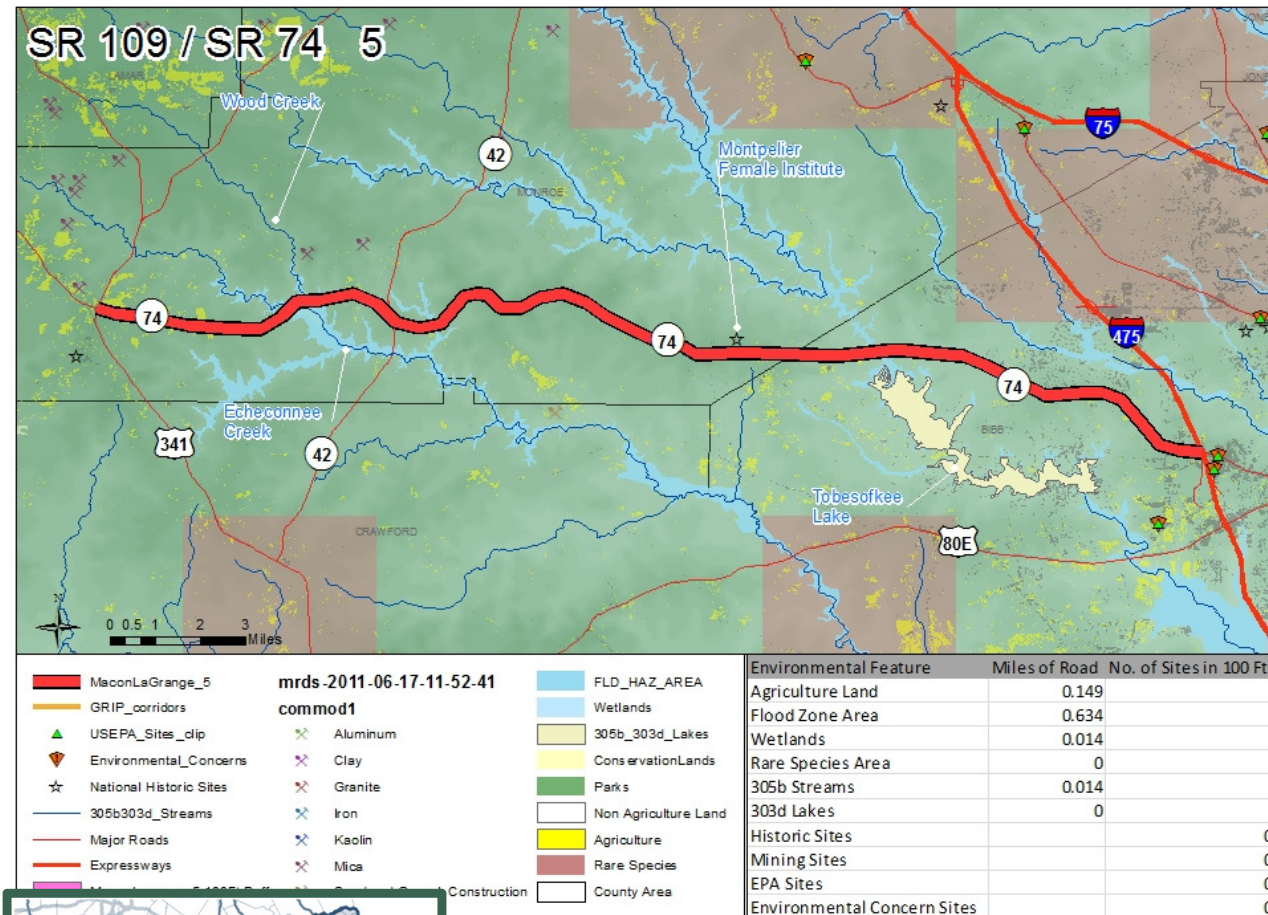 SR 109 / SR 74 5
LAMAR
Wood Creek
42
MONROE
Montpelier
Female Institute
75
74
74
475
74
Echeconnee
Creek
341
42
BIBB
Tobesofkee
Lake
CRAWFORD
80E
N
0 0.5 1 2 3
Miles
MaconLaGrange_5
GRIP_corridors
USEPA_Sites_clip
Environmental_Concerns
National Historic Sites
305b303d_Streams
Major Roads
Expressways
mrds-2011-06-17-11-52-41
commod1
Aluminum
Clay
Granite
Iron
Kaolin
Mica
Construction
FLD_HAZ_AREA
Wetlands
305b_303d_Lakes
ConservationLands
Parks
Non Agriculture Land
Agriculture
Rare Species
County Area
Environmental Feature Miles of Road No. of Sites in 100 Ft
Agriculture Land 0.149
Flood Zone Area 0.634
Wetlands 0.014
Rare Species Area 0
305b Streams 0.014
303d Lakes 0
Historic Sites 0
Mining Sites 0
EPA Sites 0
Environmental Concern Sites 0